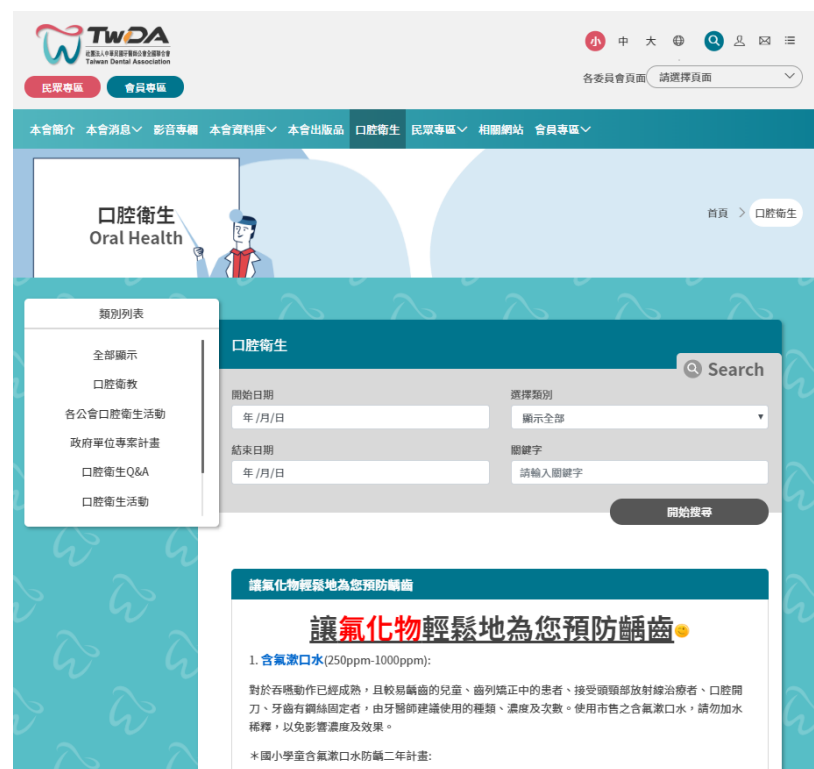 TWDA
社團法人中華民國牙醫師公會全國聯合會
Taiwan Dental Association
小 中 大
民眾專區 會員專區
各委員會頁面 請選擇頁面
本會簡介 本會消息 影音專欄 本會資料庫 本會出版品 口腔衛生 民眾專區 相關網站 會員專區
口腔衛生
Oral Health
首頁 > 口腔衛生
類別列表
全部顯示
口腔衛教
各公會口腔衛生活動
政府單位專案計畫
口腔衛生Q&A
口腔衛生活動
口腔衛生
Search
開始日期 選擇類別
年 /月/日 顯示全部
結束日期 關鍵字
年 /月/日 請輸入關鍵字
開始搜尋
讓氟化物輕鬆地為您預防齲齒
讓氟化物輕鬆地為您預防齲齒
1. 含氟漱口水(250ppm-1000ppm):
對於吞嚥動作已經成熟，且較易齲齒的兒童、齒列矯正中的患者、接受頭頸部放射線治療者、口腔開
刀、牙齒有鋼絲固定者，由牙醫師建議使用的種類、濃度及次數。使用市售之含氟漱口水，請勿加水
稀釋，以免影響濃度及效果。
＊國小學童含氟漱口水防齲二年計畫: